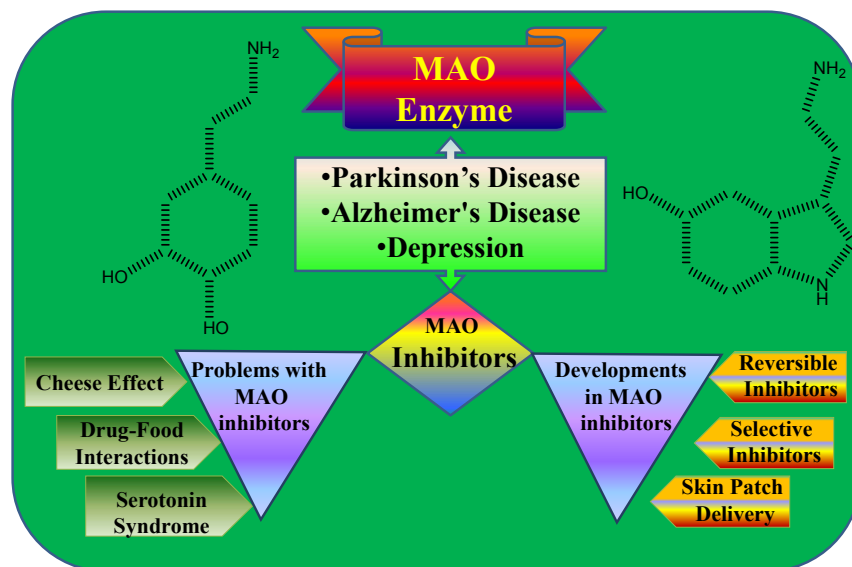 NH₂
HO
HO
MAO
Enzyme
•Parkinson’s Disease
•Alzheimer's Disease
•Depression
NH₂
HO
N
H
MAO
Inhibitors
Problems with
MAO
inhibitors
Cheese Effect
Drug-Food
Interactions
Serotonin
Syndrome
Developments
in MAO
inhibitors
Reversible
Inhibitors
Selective
Inhibitors
Skin Patch
Delivery